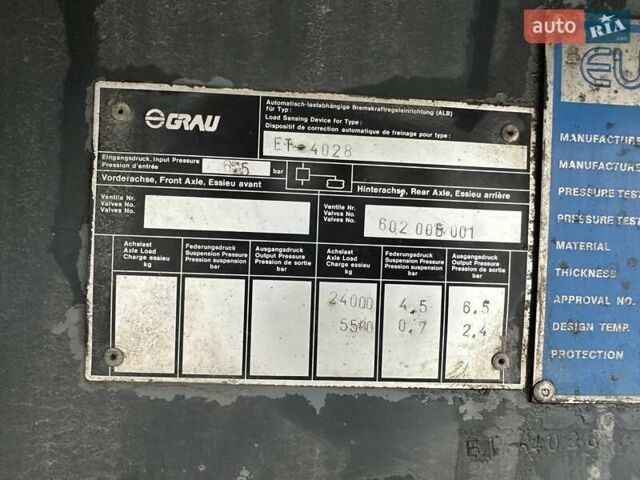 auto RIA.com
GRAU
Automatisch-lastabhängige Bremskraftregeleinrichtung (ALB)
für Typ:
Load Sensing Device for Type:
Dispositif de correction automatique de freinage pour type:
ET 4028
Eingangsdruck, Input Pressure
Pression d'entrée
6.5 bar
Vorderachse, Front Axle, Essieu avant
Hinterachse, Rear Axle, Essieu arrière
Ventile Nr.
Valves No.
Valves No.
Ventile Nr.
Valves No.
Valves No.
602 008 001
Achslast
Axle Load
Charge essieu
kg
Federungsdruck
Suspension Pressure
Pression suspension
bar
Ausgangsdruck
Output Pressure
Pression de sortie
bar
Achslast
Axle Load
Charge essieu
kg
Federungsdruck
Suspension Pressure
Pression suspension
bar
Ausgangsdruck
Output Pressure
Pression de sortie
bar
24000 4.5 6.5
5500 0.7 2.4
EU
MANUFACTURE
MANUFACTURE
PRESSURE TEST
PRESSURE TEST
MATERIAL
THICKNESS
APPROVAL NO.
DESIGN TEMP.
PROTECTION
ET 4028